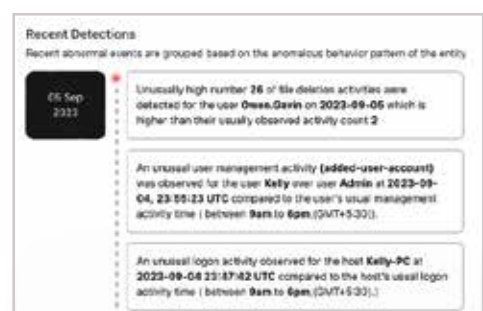 Recent Detections
Recent abnormal events are grouped based on the anomalous behavior pattern of the entity
05 Sep
2023
Unusually high number 26 of file deletion activities were
detected for the user Owen.Gavin on 2023-09-05 which is
higher than their usually observed activity count 2
An unusual user management activity (added-user-account)
was observed for the user Kelly over user Admin at 2023-09-
04, 23:55:23 UTC compared to the user's usual management
activity time ( between 9am to 6pm,(GMT+5:30)).
An unusual logon activity observed for the host Kelly-PC at
2023-09-04 23:47:42 UTC compared to the host's usual logon
activity time ( between 9am to 6pm,(GMT+5:30),)